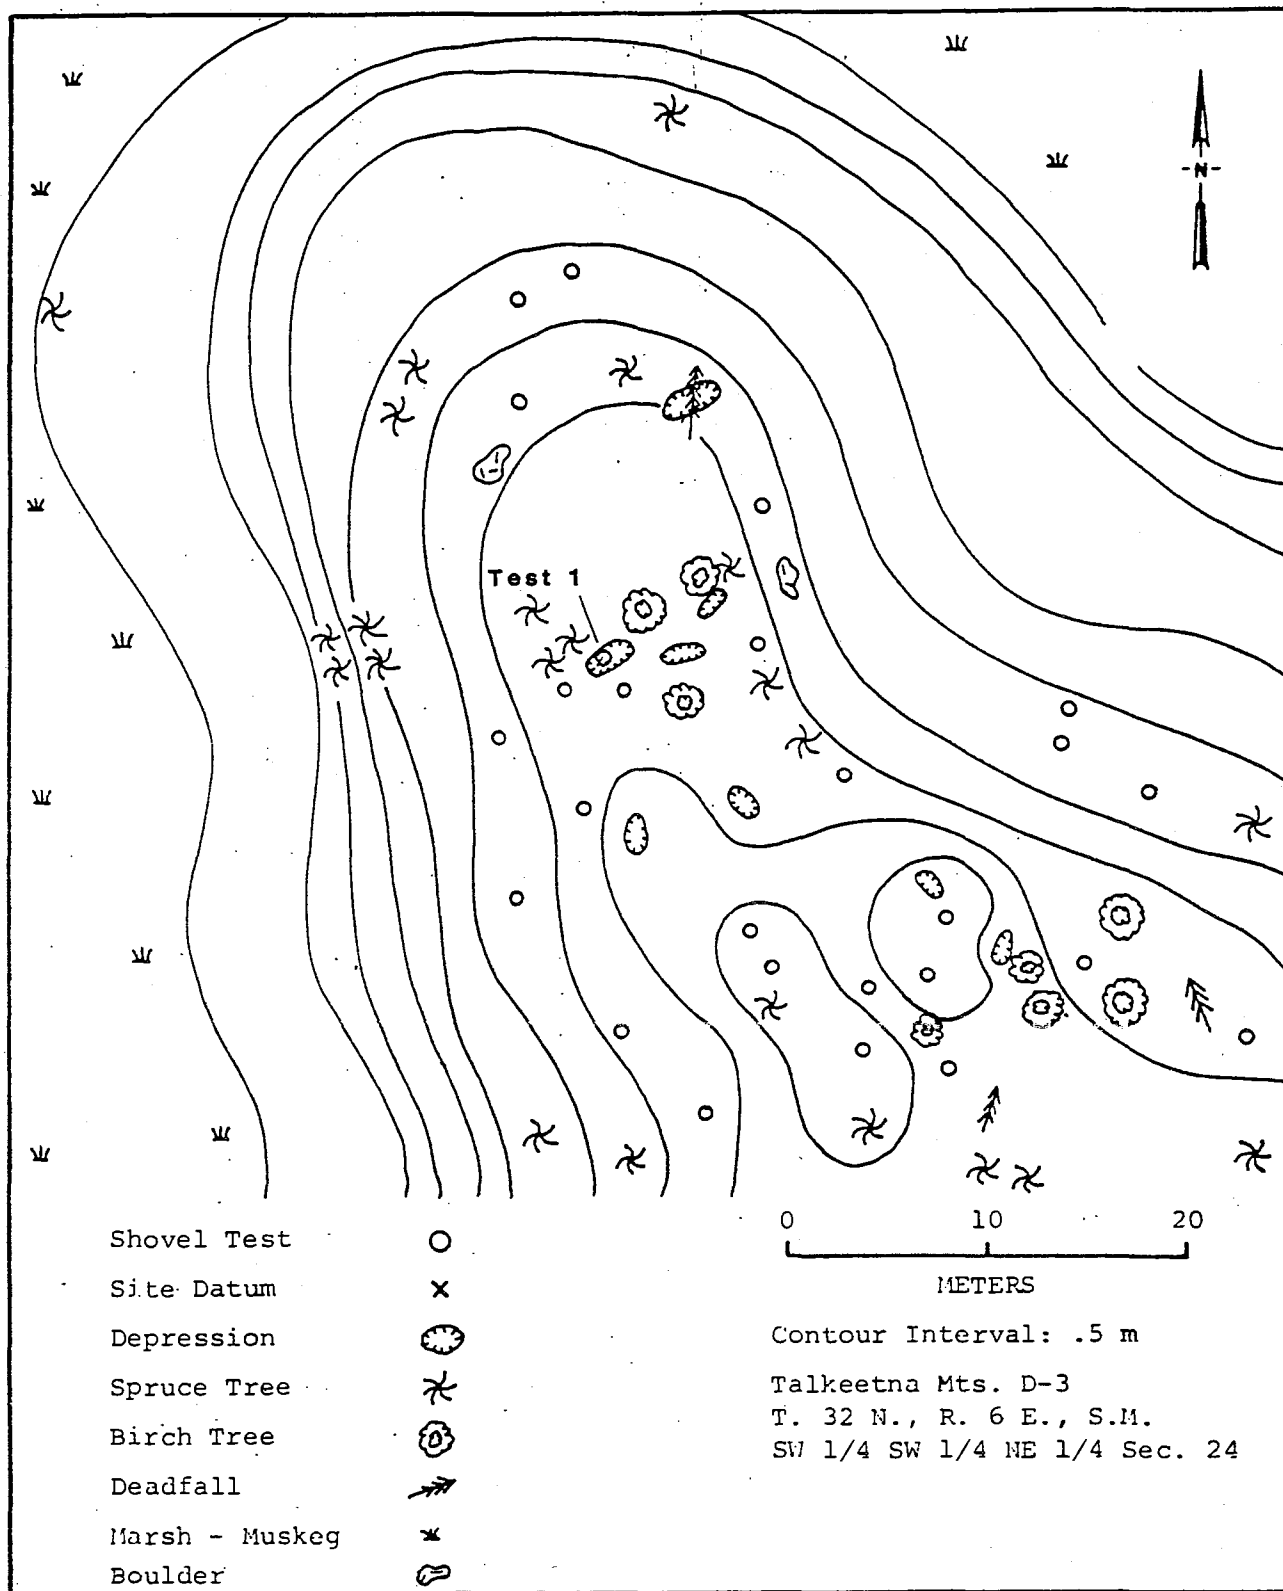 -N-
Test 1
Shovel Test
Site Datum
Depression
Spruce Tree
Birch Tree
Deadfall
Marsh - Muskeg
Boulder
0 10 20
METERS
Contour Interval: .5 m
Talkeetna Mts. D-3
T. 32 N., R. 6 E., S.M.
SW 1/4 SW 1/4 NE 1/4 Sec. 24